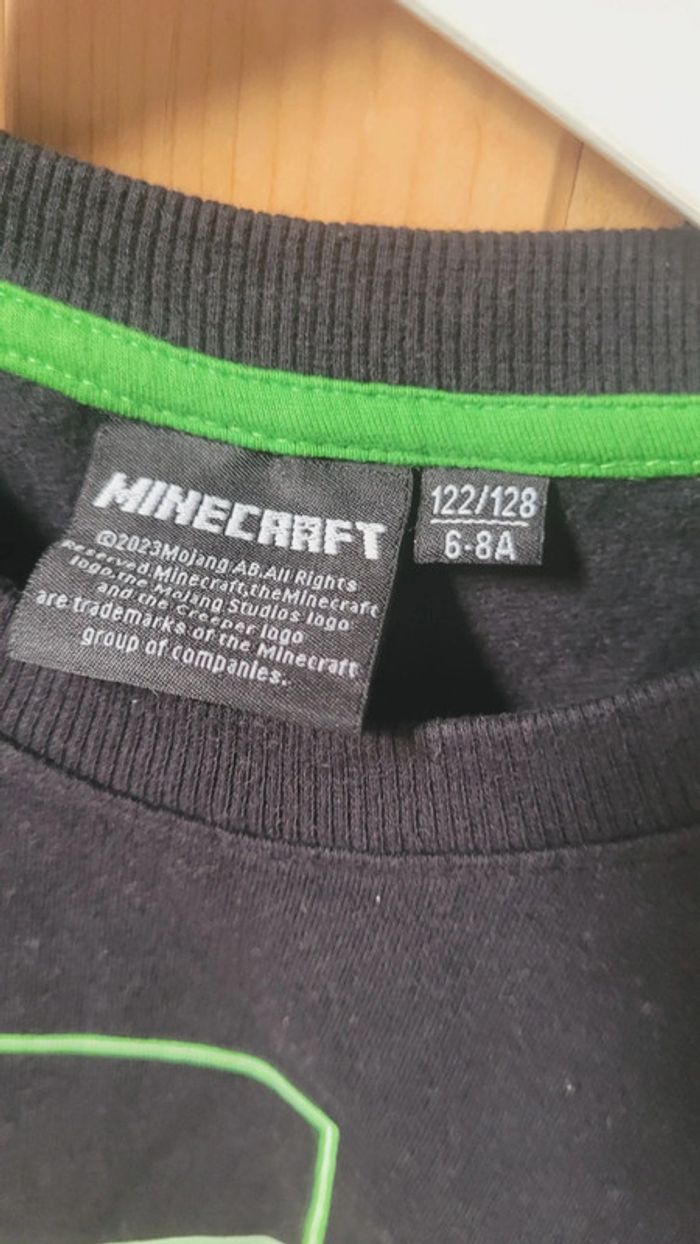 MINECRAFT
©2023Mojang AB.All Rights
Reserved Minecraft,theMinecraft
logo,the Mojang Studios logo
and the Creeper logo
are trademarks of the Minecraft
group of companies.
122/128
6-8A